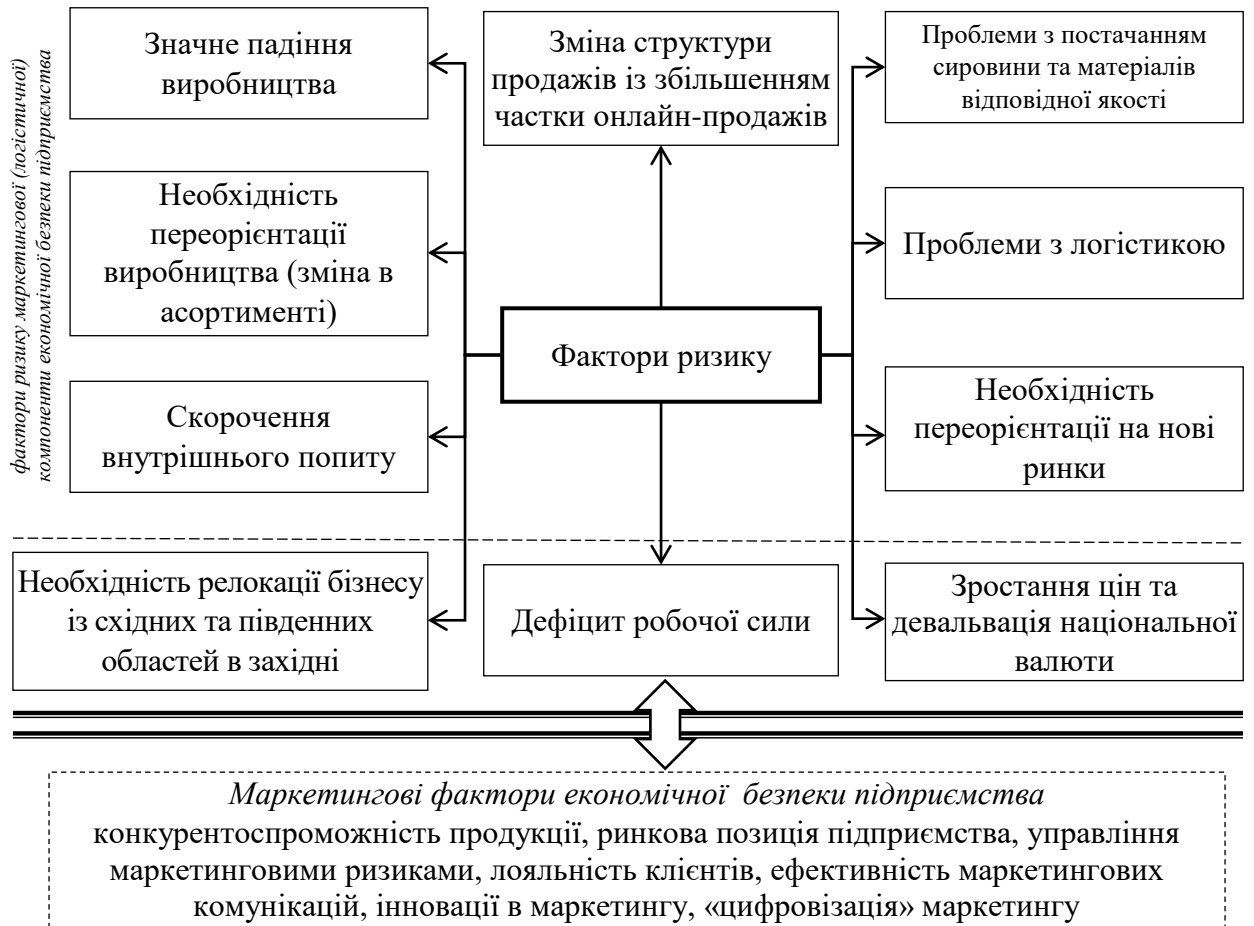 фактори ризику маркетингової (логістичної)
компоненти економічної безпеки підприємства
Значне падіння
виробництва
Зміна структури
продажів із збільшенням
частки онлайн-продажів
Проблеми з постачанням
сировини та матеріалів
відповідної якості
Необхідність
переорієнтації
виробництва (зміна в
асортименті)
Проблеми з логістикою
Фактори ризику
Скорочення
внутрішнього попиту
Необхідність
переорієнтації на нові
ринки
Необхідність релокації бізнесу
із східних та південних
областей в західні
Дефіцит робочої сили
Зростання цін та
девальвація національної
валюти
Маркетингові фактори економічної безпеки підприємства
конкурентоспроможність продукції, ринкова позиція підприємства, управління
маркетинговими ризиками, лояльність клієнтів, ефективність маркетингових
комунікацій, інновації в маркетингу, «цифровізація» маркетингу